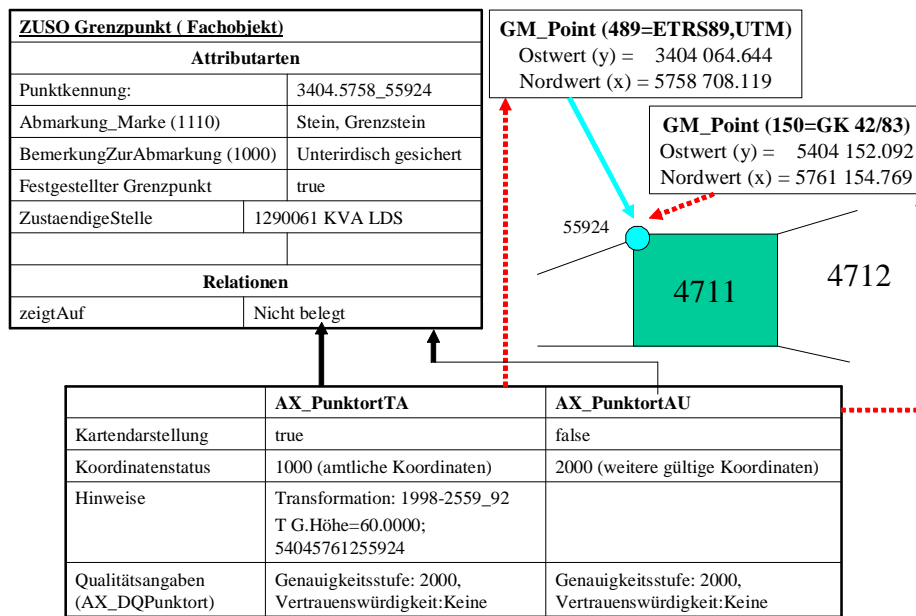 ZUSO Grenzpunkt ( Fachobjekt)
Attributarten
Punktkennung: 3404.5758_55924
Abmarkung_Marke (1110) Stein, Grenzstein
BemerkungZurAbmarkung (1000) Unterirdisch gesichert
Festgestellter Grenzpunkt true
ZustaendigeStelle 1290061 KVA LDS
Relationen
zeigtAuf Nicht belegt
GM_Point (489=ETRS89,UTM)
Ostwert (y) = 3404 064.644
Nordwert (x) = 5758 708.119
GM_Point (150=GK 42/83)
Ostwert (y) = 5404 152.092
Nordwert (x) = 5761 154.769
55924
4711
4712
AX_PunktortTA AX_PunktortAU
Kartendarstellung true false
Koordinatenstatus 1000 (amtliche Koordinaten) 2000 (weitere gültige Koordinaten)
Hinweise Transformation: 1998-2559_92
T G.Höhe=60.0000;
54045761255924
Qualitätsangaben Genauigkeitsstufe: 2000, Genauigkeitsstufe: 2000,
(AX_DQPunktort) Vertrauenswürdigkeit:Keine Vertrauenswürdigkeit:Keine